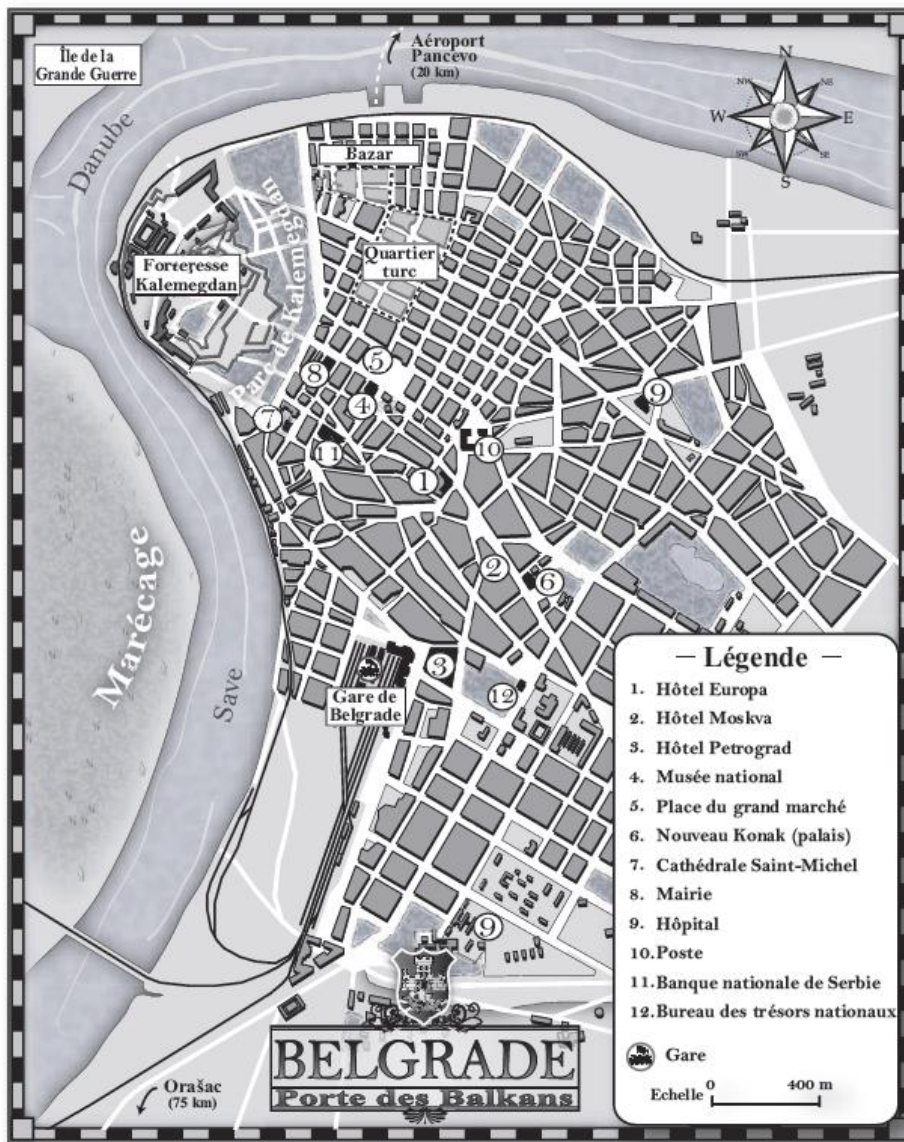 Île de la
Grande Guerre
Aéroport
Pancevo
(20 km)
N
NW
NE
W
E
SW
SE
S
Danube
Bazar
Parc de Kalemegdan
Forteresse
Kalemegdan
Quartier
turc
5
8
9
4
7
10
11
1
2
6
Marécage
Save
3
Gare de
Belgrade
12
9
— Légende —
1. Hôtel Europa
2. Hôtel Moskva
3. Hôtel Petrograd
4. Musée national
5. Place du grand marché
6. Nouveau Konak (palais)
7. Cathédrale Saint-Michel
8. Mairie
9. Hôpital
10. Poste
11. Banque nationale de Serbie
12. Bureau des trésors nationaux
Gare
Echelle 0 400 m
BELGRADE
Porte des Balkans
Orašac
(75 km)